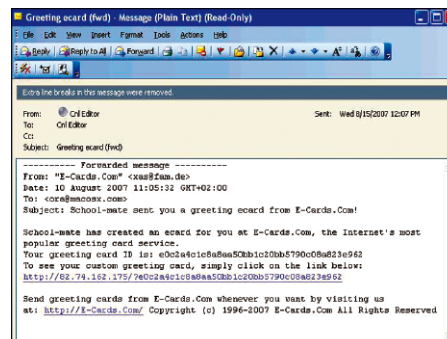 Greeting ecard (fwd) - Message (Plain Text) (Read-Only)
File Edit View Insert Format Tools Actions Help
Reply Reply to All Forward
Extra line breaks in this message were removed.
From: Cnl Editor Sent: Wed 8/15/2007 12:07 PM
To: Cnl Editor
Cc:
Subject: Greeting ecard (fwd)
---------- Forwarded message ----------
From: "E-Cards.Com" <xas@fam.de>
Date: 10 August 2007 11:05:32 GMT+02:00
To: <ora@macosx.com>
Subject: School-mate sent you a greeting ecard from E-Cards.Com!
School-mate has created an ecard for you at E-Cards.Com, the Internet's most
popular greeting card service.
Your greeting card ID is: e0c2a4c1c8a8aa50bb1c20bb5790c08a823e962
To see your custom greeting card, simply click on the link below:
http://82.74.162.175/?e0c2a4c1c8a8aa50bb1c20bb5790c08a823e962
Send greeting cards from E-Cards.Com whenever you want by visiting us
at: http://E-Cards.Com/ Copyright (c) 1996-2007 E-Cards.Com All Rights Reserved